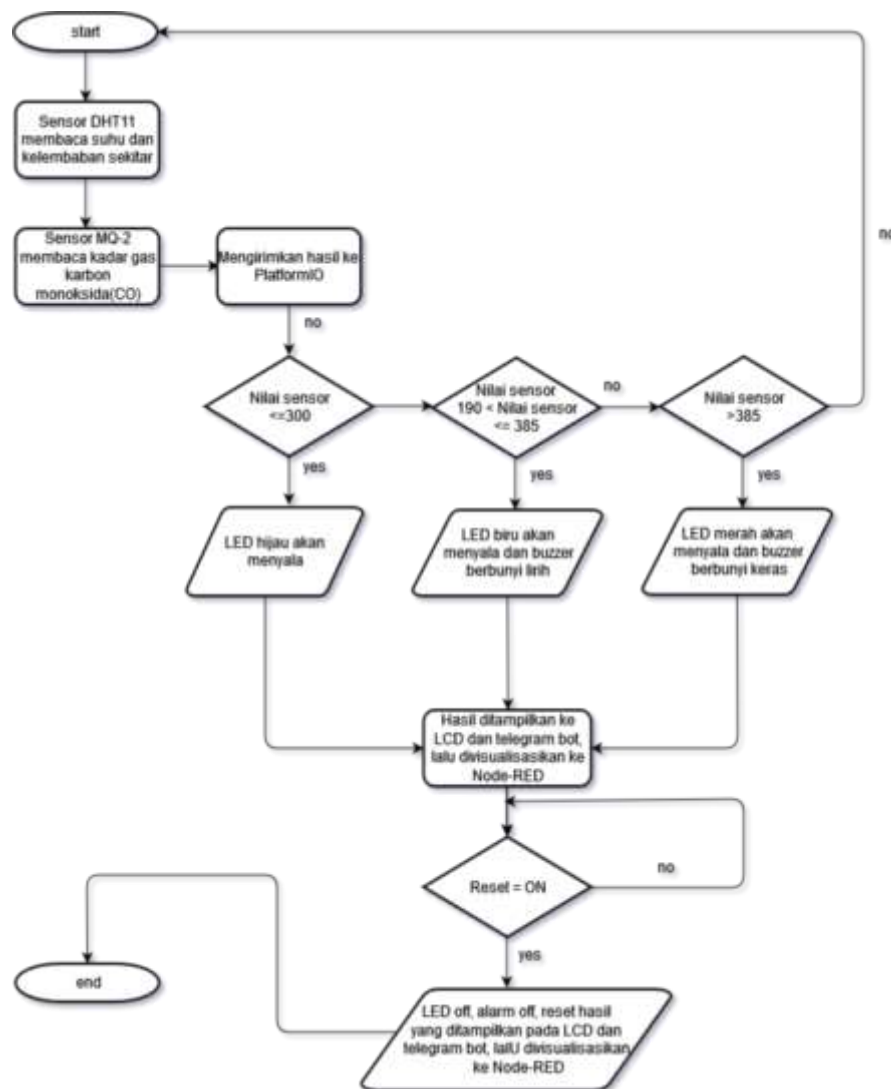 start
Sensor DHT11
membaca suhu dan
kelembaban sekitar
Sensor MQ-2
membaca kadar gas
karbon
monoksida(CO)
Mengirimkan hasil ke
PlatformIO
no
no
Nilai sensor
<=300
Nilai sensor
190 < Nilai sensor
<= 385
no
Nilai sensor
>385
yes
yes
yes
LED hijau akan
menyala
LED biru akan
menyala dan buzzer
berbunyi lirih
LED merah akan
menyala dan buzzer
berbunyi keras
Hasil ditampilkan ke
LCD dan telegram bot,
lalu divisualisasikan ke
Node-RED
Reset = ON
no
yes
end
LED off, alarm off, reset hasil
yang ditampilkan pada LCD dan
telegram bot, lalU divisualisasikan
ke Node-RED